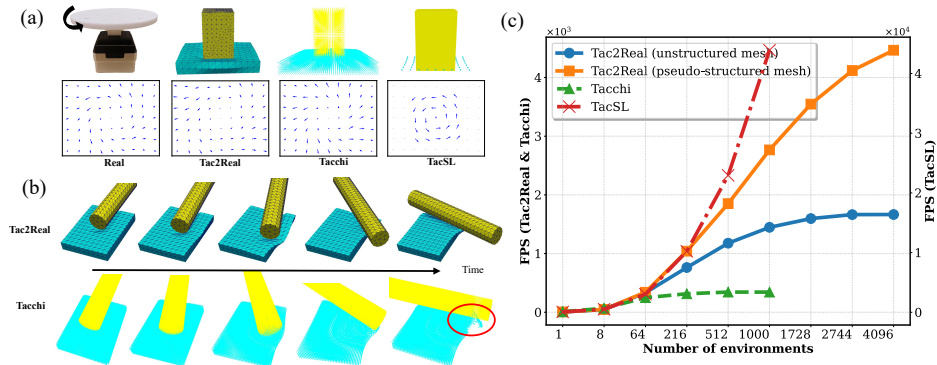 (a)
Real
Tac2Real
Tacchi
TacSL
(b)
Tac2Real
Time
Tacchi
(c)
×10³
×10⁴
Tac2Real (unstructured mesh)
Tac2Real (pseudo-structured mesh)
Tacchi
TacSL
FPS (Tac2Real & Tacchi)
4
3
2
1
0
FPS (TacSL)
4
3
2
1
0
1 8 64 216 512 1000 1728 2744 4096
Number of environments